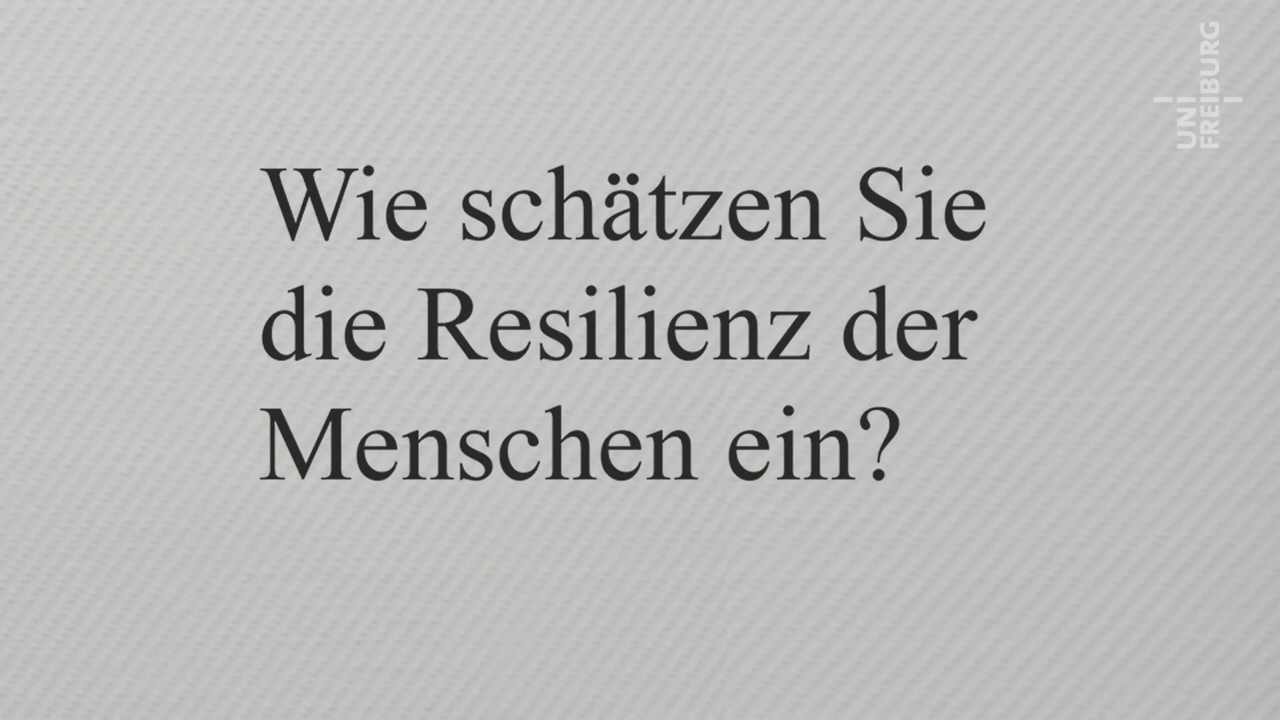 UNI
FREIBURG
Wie schätzen Sie
die Resilienz der
Menschen ein?